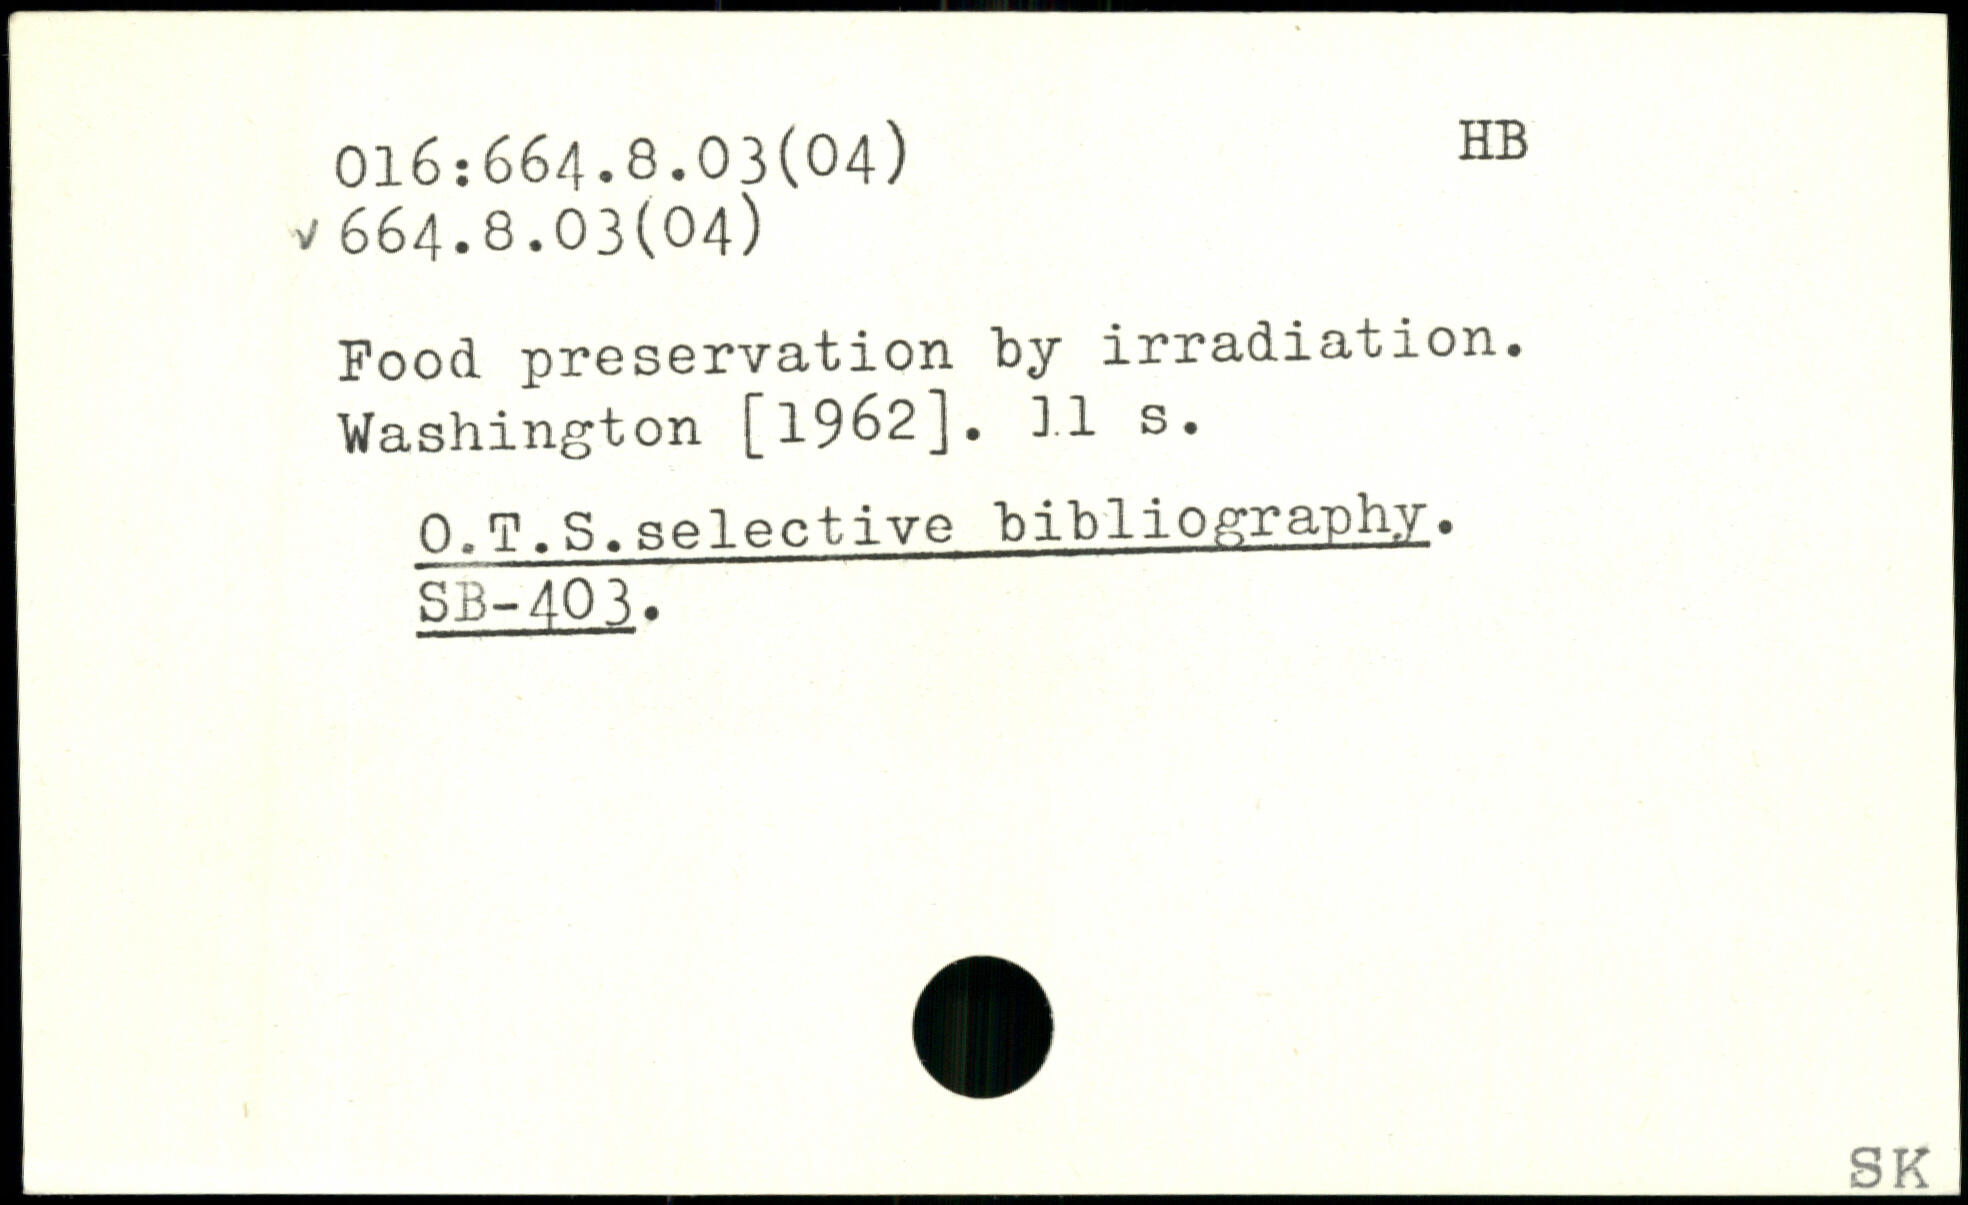 016:664.8.03(04)
HB
✓ 664.8.03(04)
Food preservation by irradiation.
Washington [1962]. 11 s.
O.T.S.selective bibliography.
SB-403.
SK